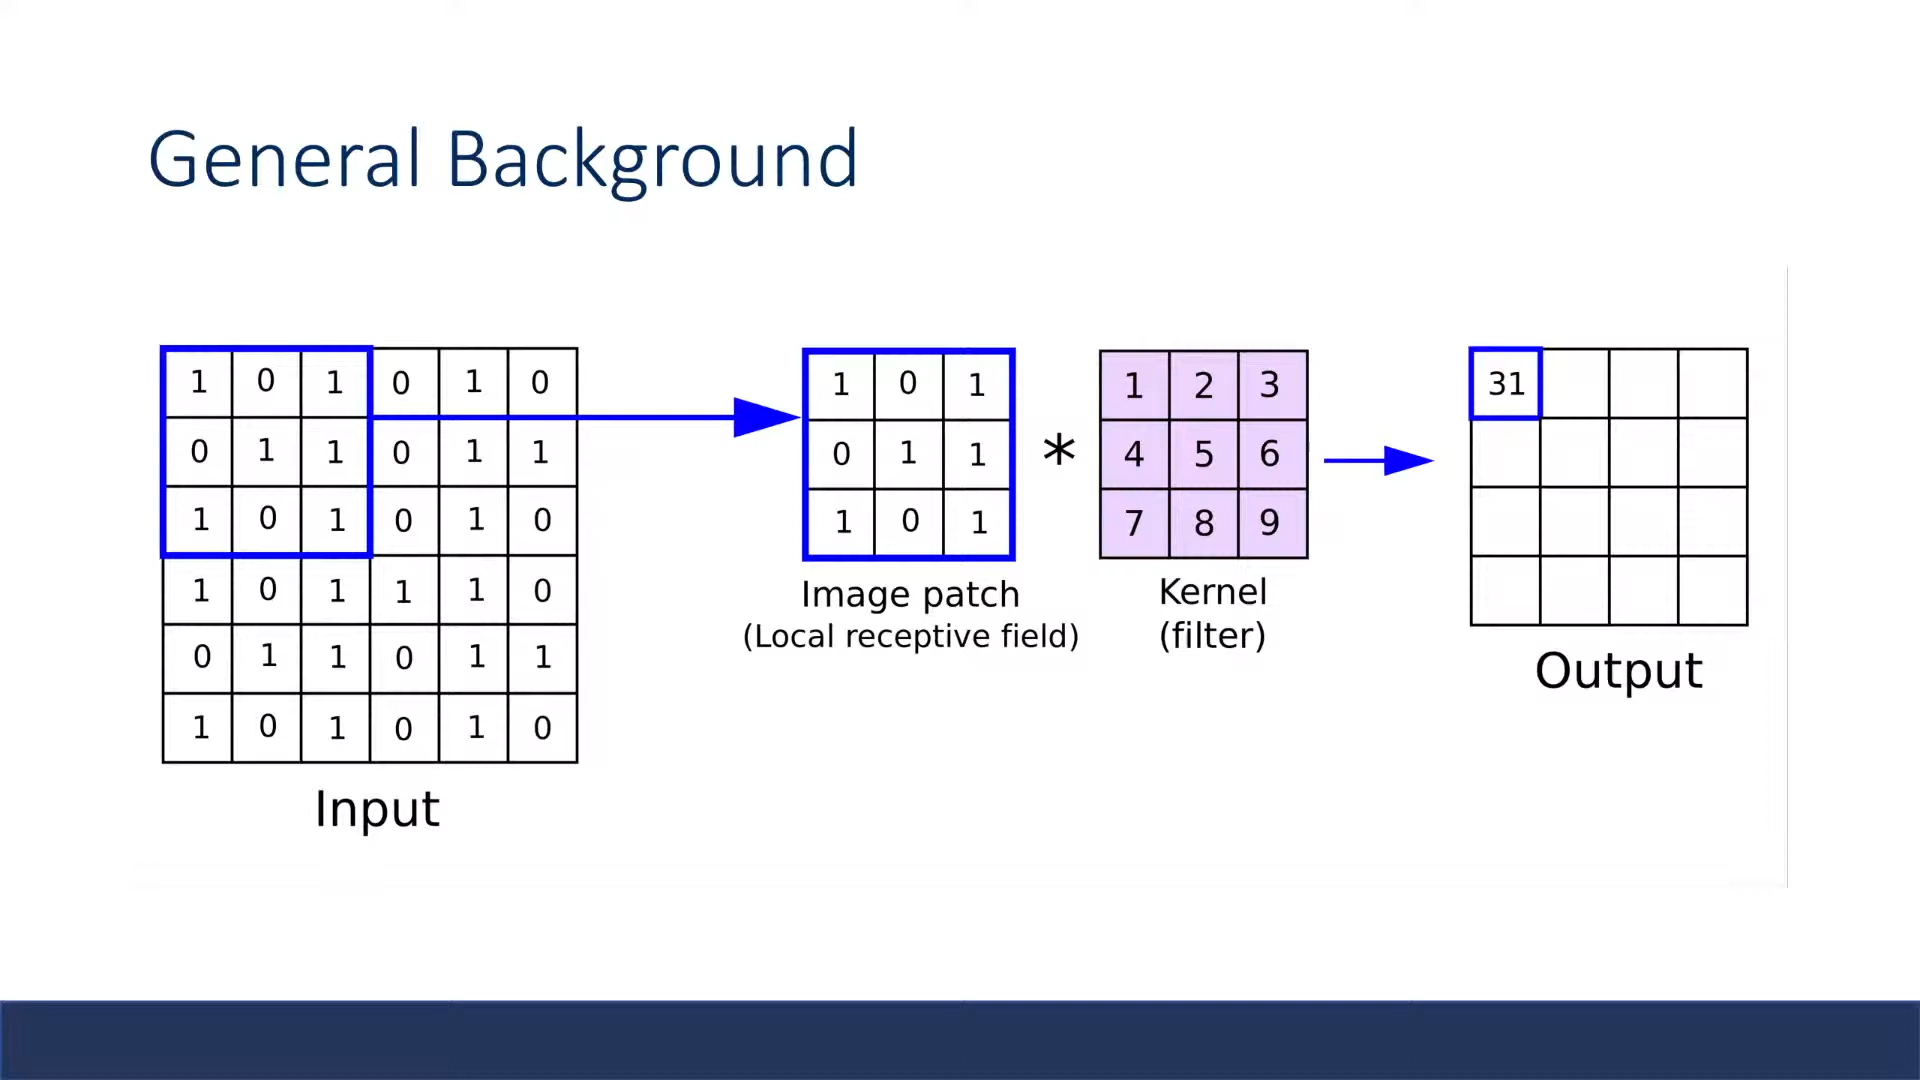 General Background
1 0 1 0 1 0
0 1 1 0 1 1
1 0 1 0 1 0
1 0 1 1 1 0
0 1 1 0 1 1
1 0 1 0 1 0
Input
1 0 1
0 1 1
1 0 1
Image patch
(Local receptive field)
*
1 2 3
4 5 6
7 8 9
Kernel
(filter)
31
Output